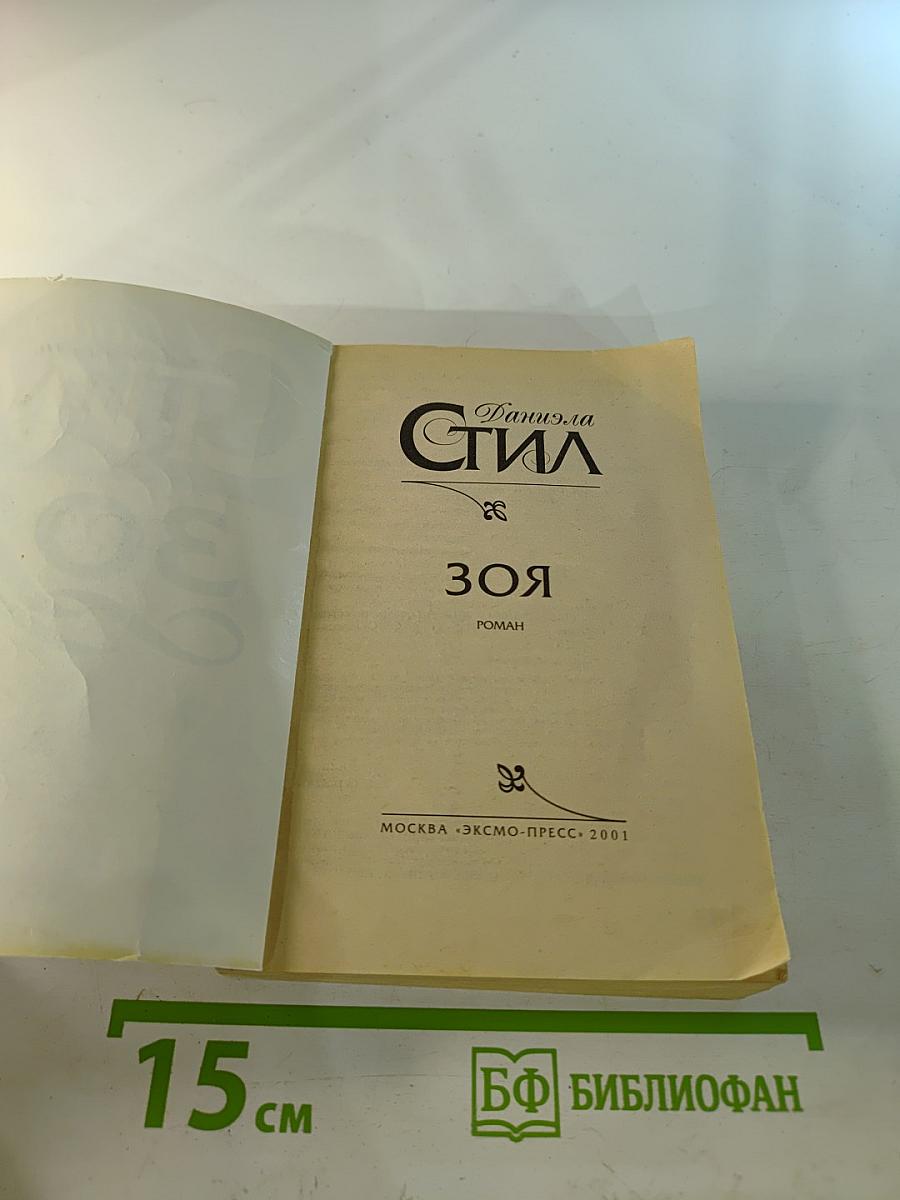 Даниэла
Стил
ЗОЯ
РОМАН
МОСКВА «ЭКСМО-ПРЕСС» 2001
15 см
БФ БИБЛИОФАН